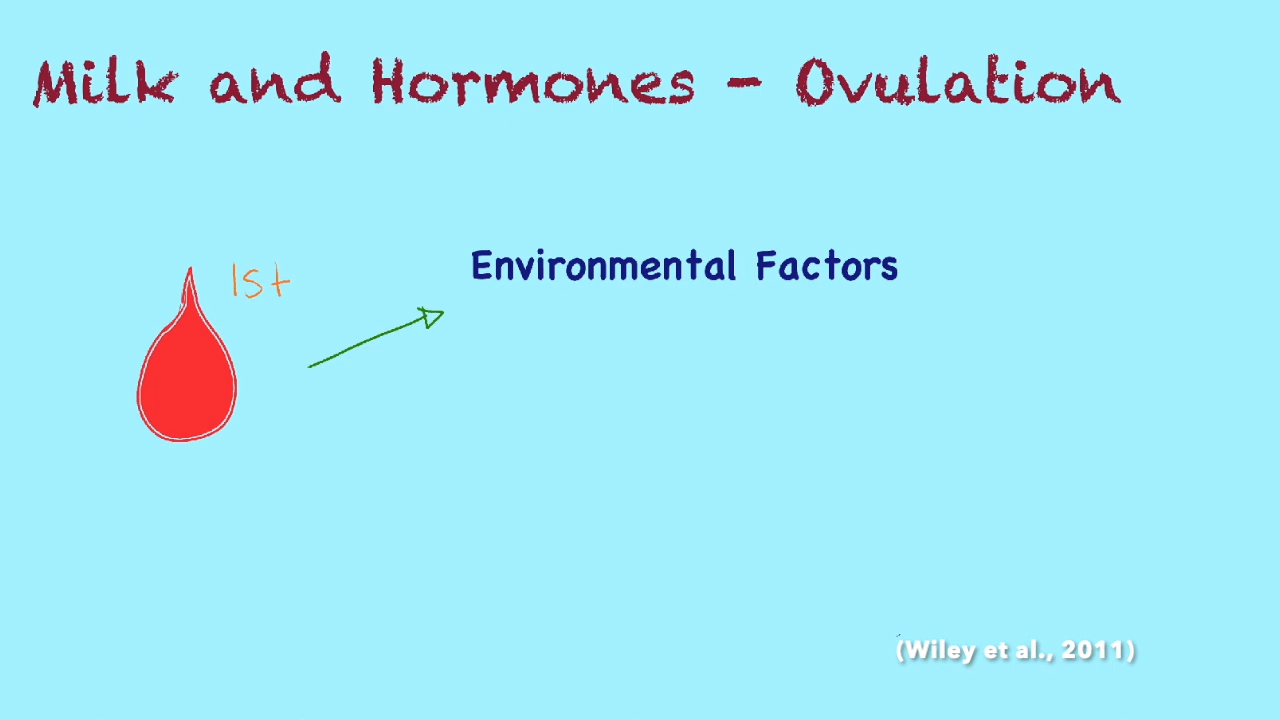 Milk and Hormones - Ovulation
1st
Environmental Factors
(Wiley et al., 2011)